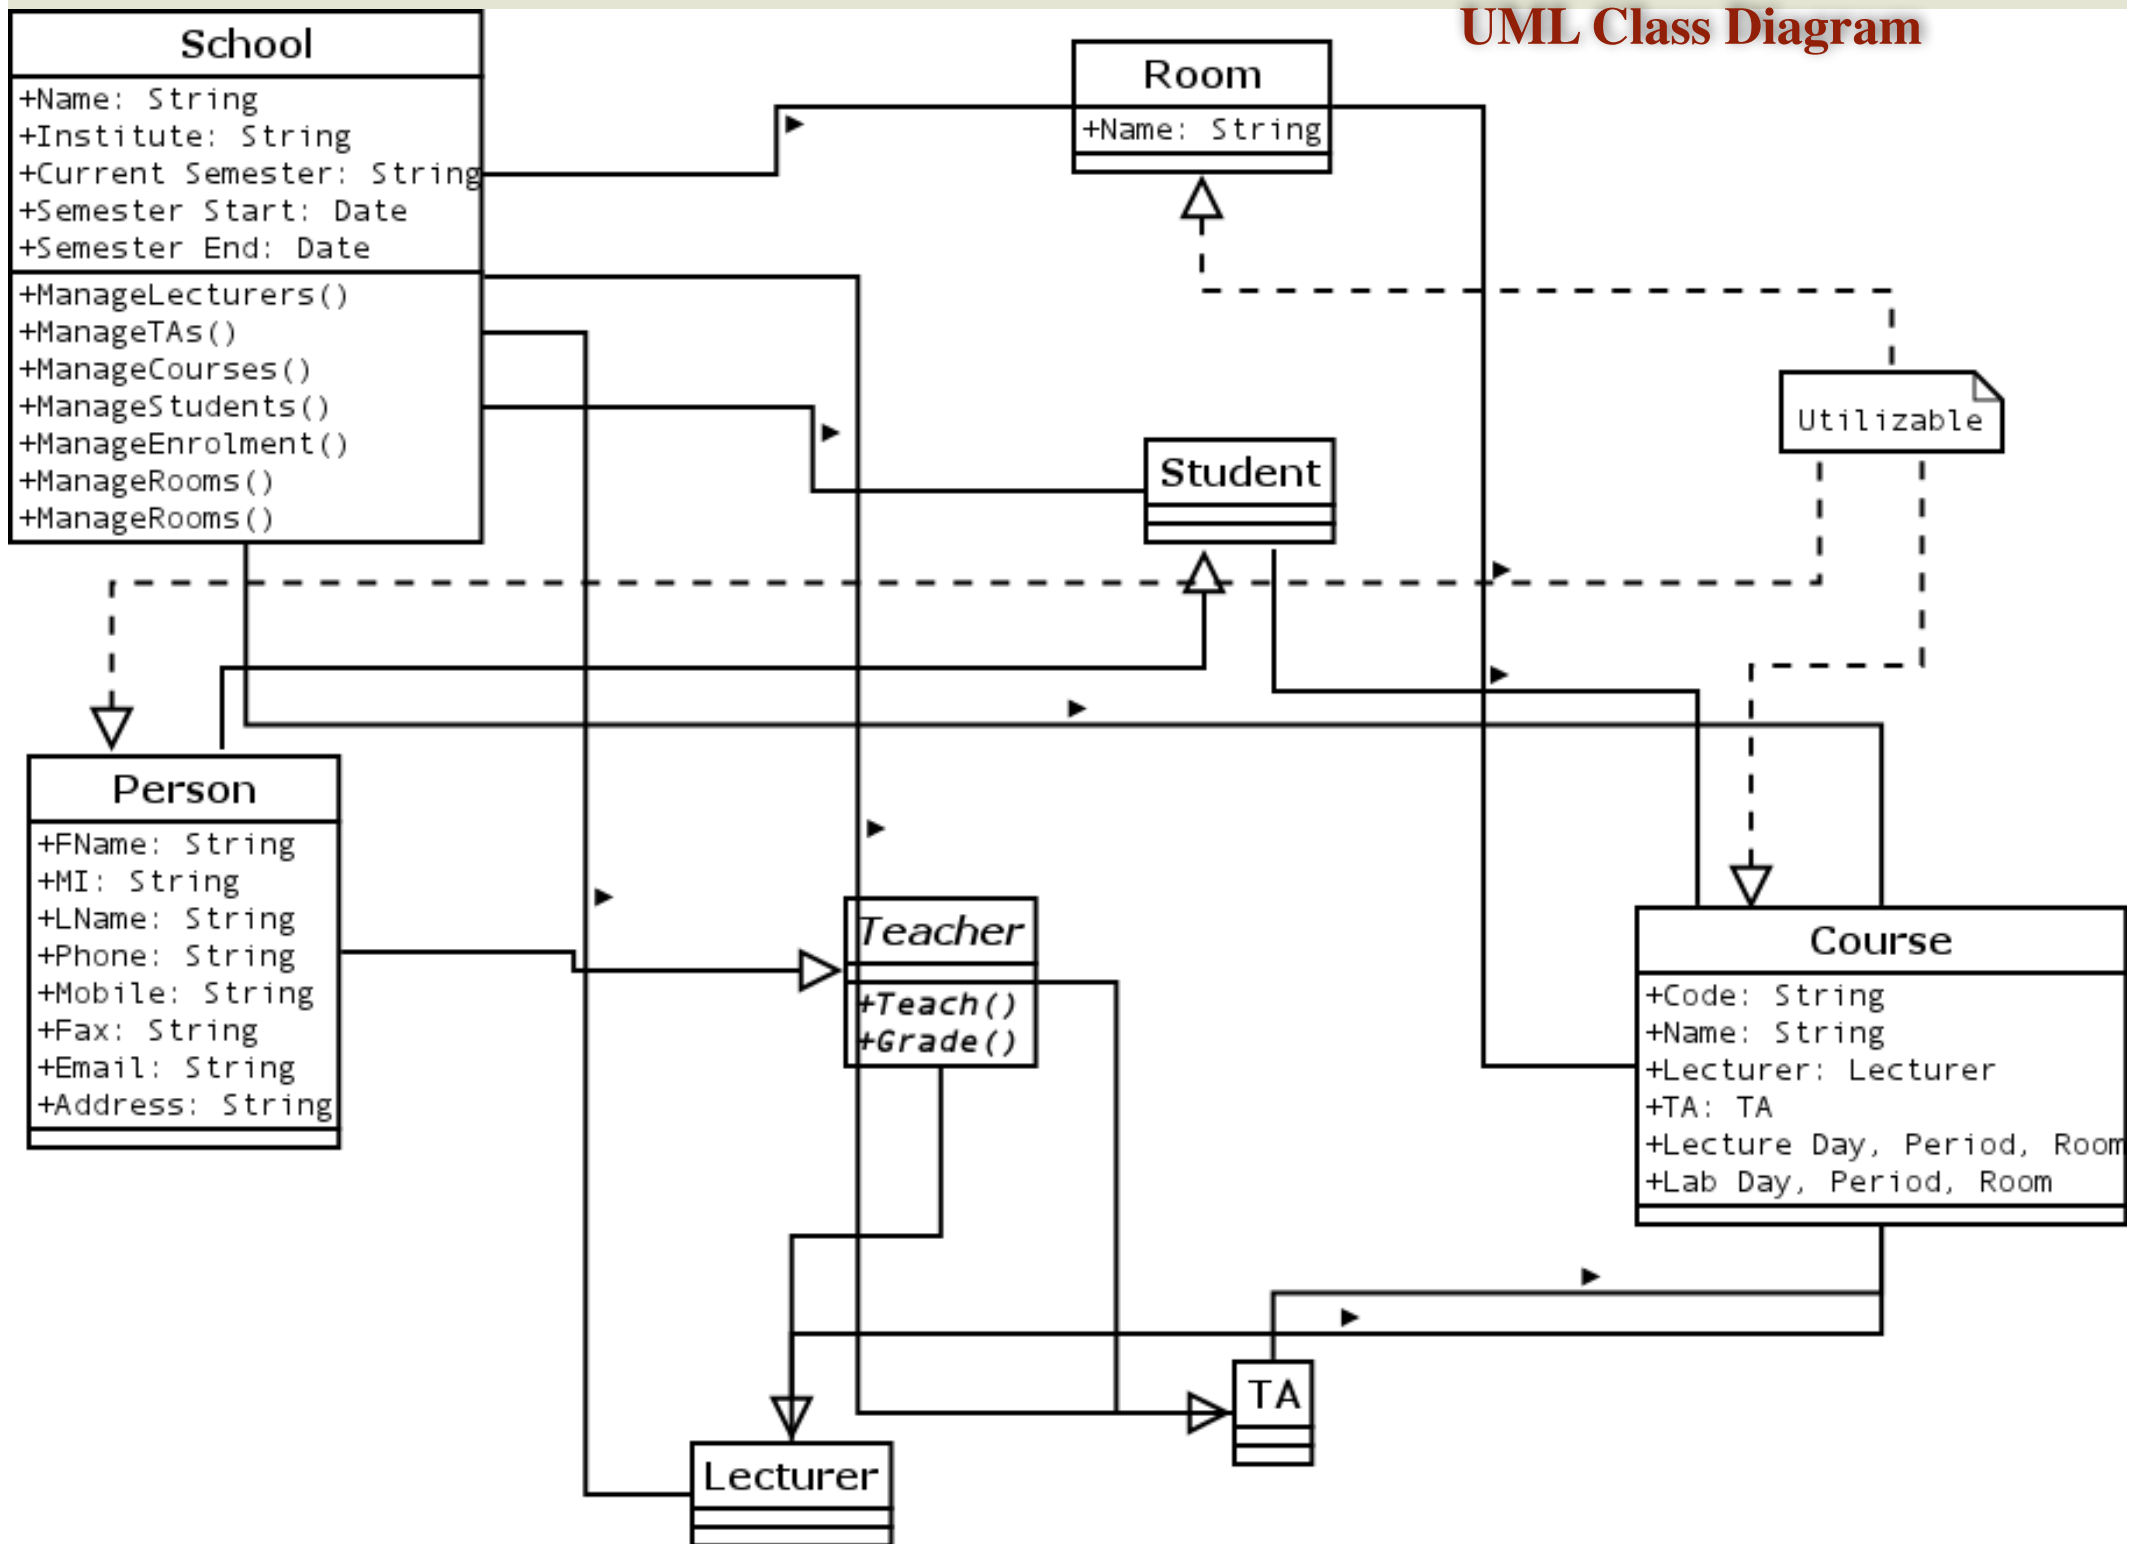 UML Class Diagram
School
+Name: String
+Institute: String
+Current Semester: String
+Semester Start: Date
+Semester End: Date
+ManageLecturers()
+ManageTAs()
+ManageCourses()
+ManageStudents()
+ManageEnrolment()
+ManageRooms()
+ManageRooms()
Room
+Name: String
Utilizable
Student
Person
+FName: String
+MI: String
+LName: String
+Phone: String
+Mobile: String
+Fax: String
+Email: String
+Address: String
Teacher
+Teach()
+Grade()
Course
+Code: String
+Name: String
+Lecturer: Lecturer
+TA: TA
+Lecture Day, Period, Room
+Lab Day, Period, Room
TA
Lecturer